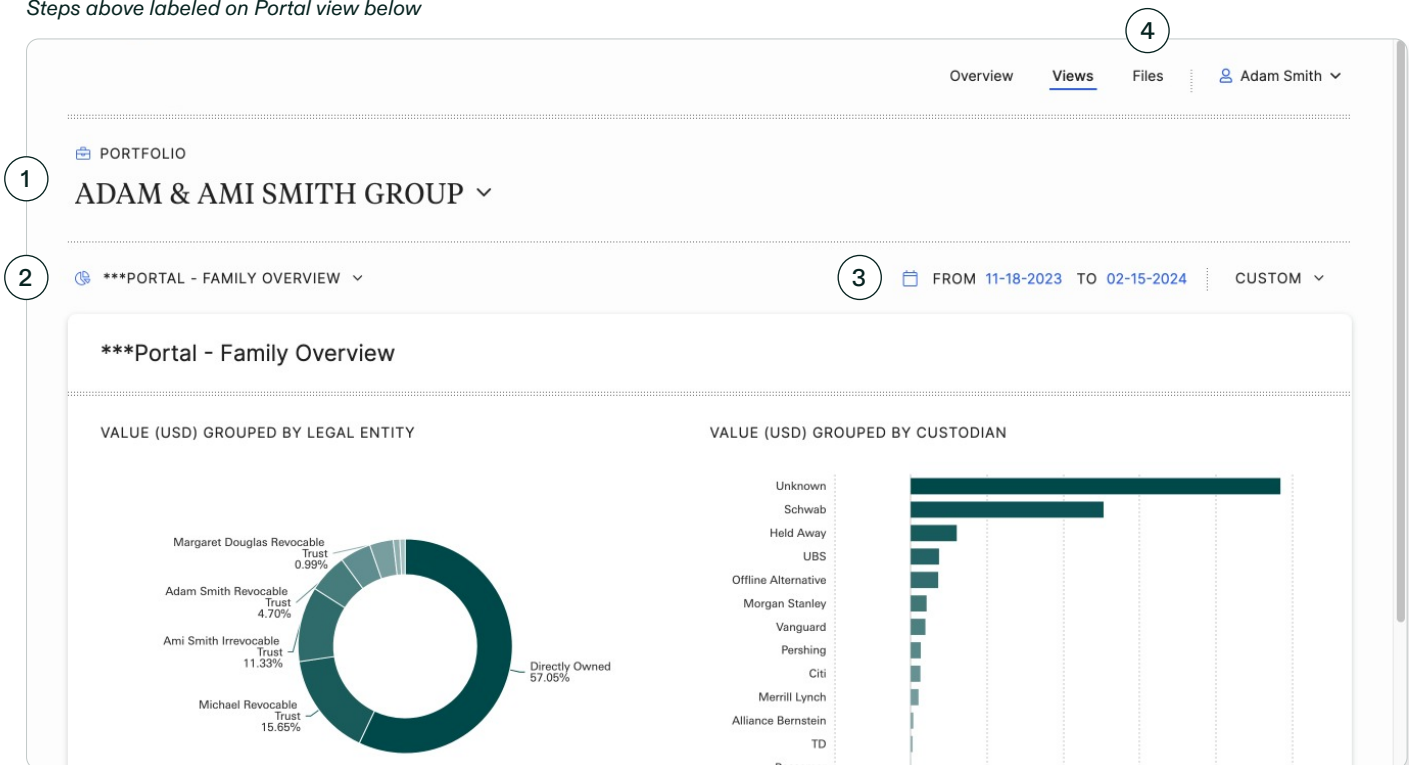 Steps above labeled on Portal view below
4
Overview Views Files Adam Smith
PORTFOLIO
1
ADAM & AMI SMITH GROUP
2
***PORTAL - FAMILY OVERVIEW
3
FROM 11-18-2023 TO 02-15-2024 CUSTOM
***Portal - Family Overview
VALUE (USD) GROUPED BY LEGAL ENTITY
Margaret Douglas Revocable
Trust
0.99%
Adam Smith Revocable
Trust
4.70%
Ami Smith Irrevocable
Trust
11.33%
Michael Revocable
Trust
15.65%
Directly Owned
57.05%
VALUE (USD) GROUPED BY CUSTODIAN
Unknown
Schwab
Held Away
UBS
Offline Alternative
Morgan Stanley
Vanguard
Pershing
Citi
Merrill Lynch
Alliance Bernstein
TD